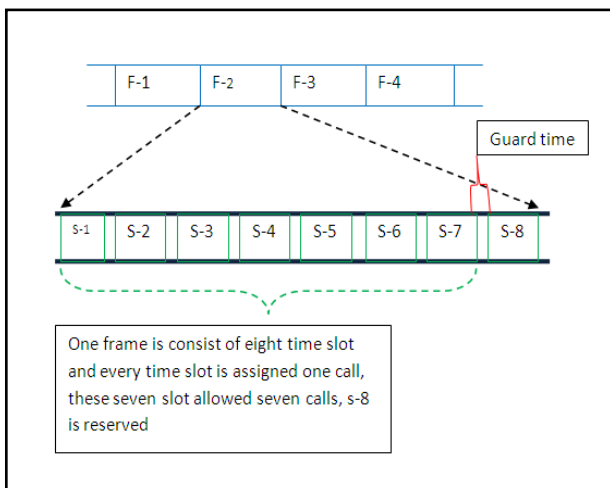 F-1 F-2 F-3 F-4
Guard time
S-1 S-2 S-3 S-4 S-5 S-6 S-7 S-8
One frame is consist of eight time slot
and every time slot is assigned one call,
these seven slot allowed seven calls, s-8
is reserved